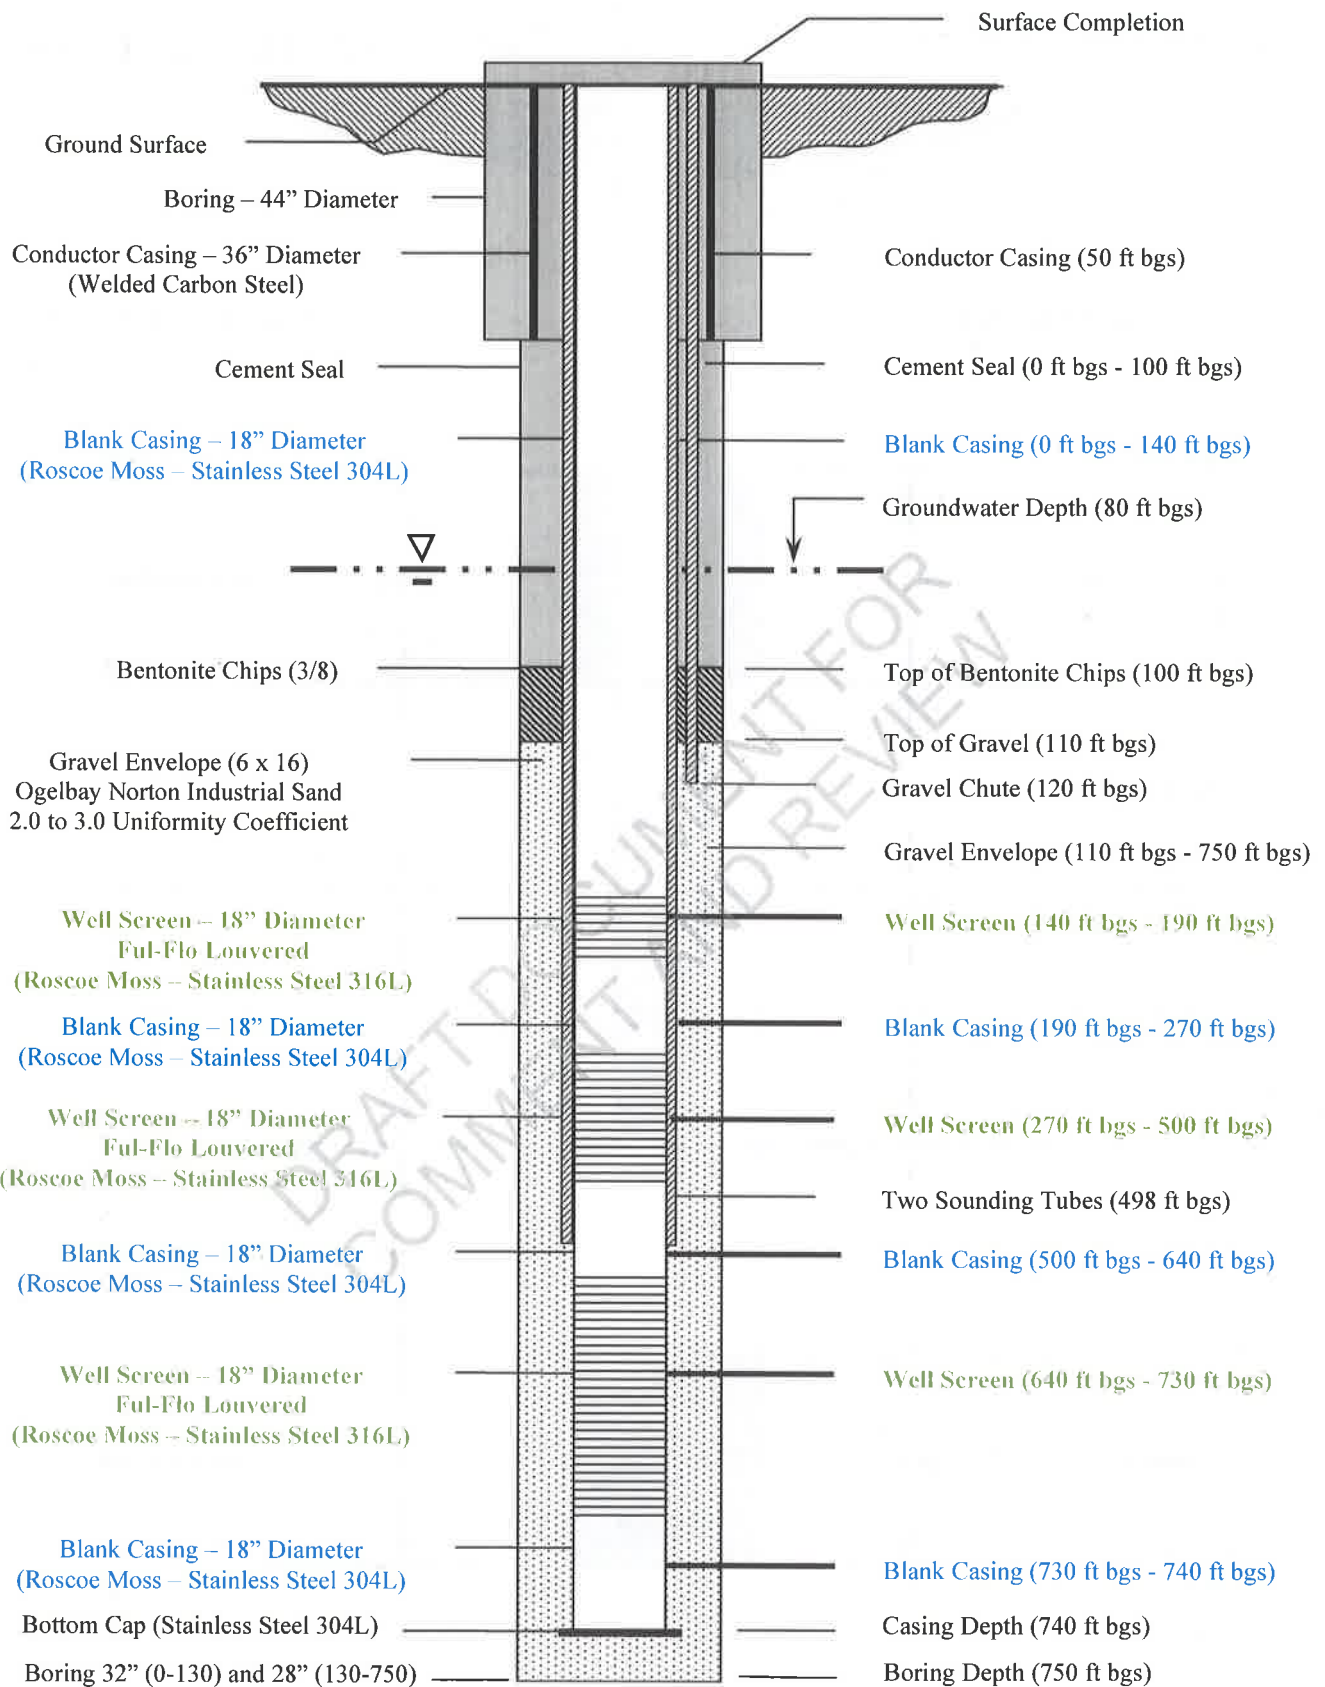 Surface Completion
Ground Surface
Boring – 44” Diameter
Conductor Casing – 36” Diameter
(Welded Carbon Steel)
Conductor Casing (50 ft bgs)
Cement Seal
Cement Seal (0 ft bgs - 100 ft bgs)
Blank Casing – 18” Diameter
(Roscoe Moss – Stainless Steel 304L)
Blank Casing (0 ft bgs - 140 ft bgs)
Groundwater Depth (80 ft bgs)
Bentonite Chips (3/8)
Top of Bentonite Chips (100 ft bgs)
Top of Gravel (110 ft bgs)
Gravel Envelope (6 x 16)
Ogelbay Norton Industrial Sand
2.0 to 3.0 Uniformity Coefficient
Gravel Chute (120 ft bgs)
Gravel Envelope (110 ft bgs - 750 ft bgs)
Well Screen – 18” Diameter
Ful-Flo Louvered
(Roscoe Moss – Stainless Steel 316L)
Well Screen (140 ft bgs - 190 ft bgs)
Blank Casing – 18” Diameter
(Roscoe Moss – Stainless Steel 304L)
Blank Casing (190 ft bgs - 270 ft bgs)
Well Screen – 18” Diameter
Ful-Flo Louvered
(Roscoe Moss – Stainless Steel 316L)
Well Screen (270 ft bgs - 500 ft bgs)
Two Sounding Tubes (498 ft bgs)
Blank Casing – 18” Diameter
(Roscoe Moss – Stainless Steel 304L)
Blank Casing (500 ft bgs - 640 ft bgs)
Well Screen – 18” Diameter
Ful-Flo Louvered
(Roscoe Moss – Stainless Steel 316L)
Well Screen (640 ft bgs - 730 ft bgs)
Blank Casing – 18” Diameter
(Roscoe Moss – Stainless Steel 304L)
Blank Casing (730 ft bgs - 740 ft bgs)
Bottom Cap (Stainless Steel 304L)
Casing Depth (740 ft bgs)
Boring 32” (0-130) and 28” (130-750)
Boring Depth (750 ft bgs)
DRAFT DOCUMENT FOR
COMMENT AND REVIEW